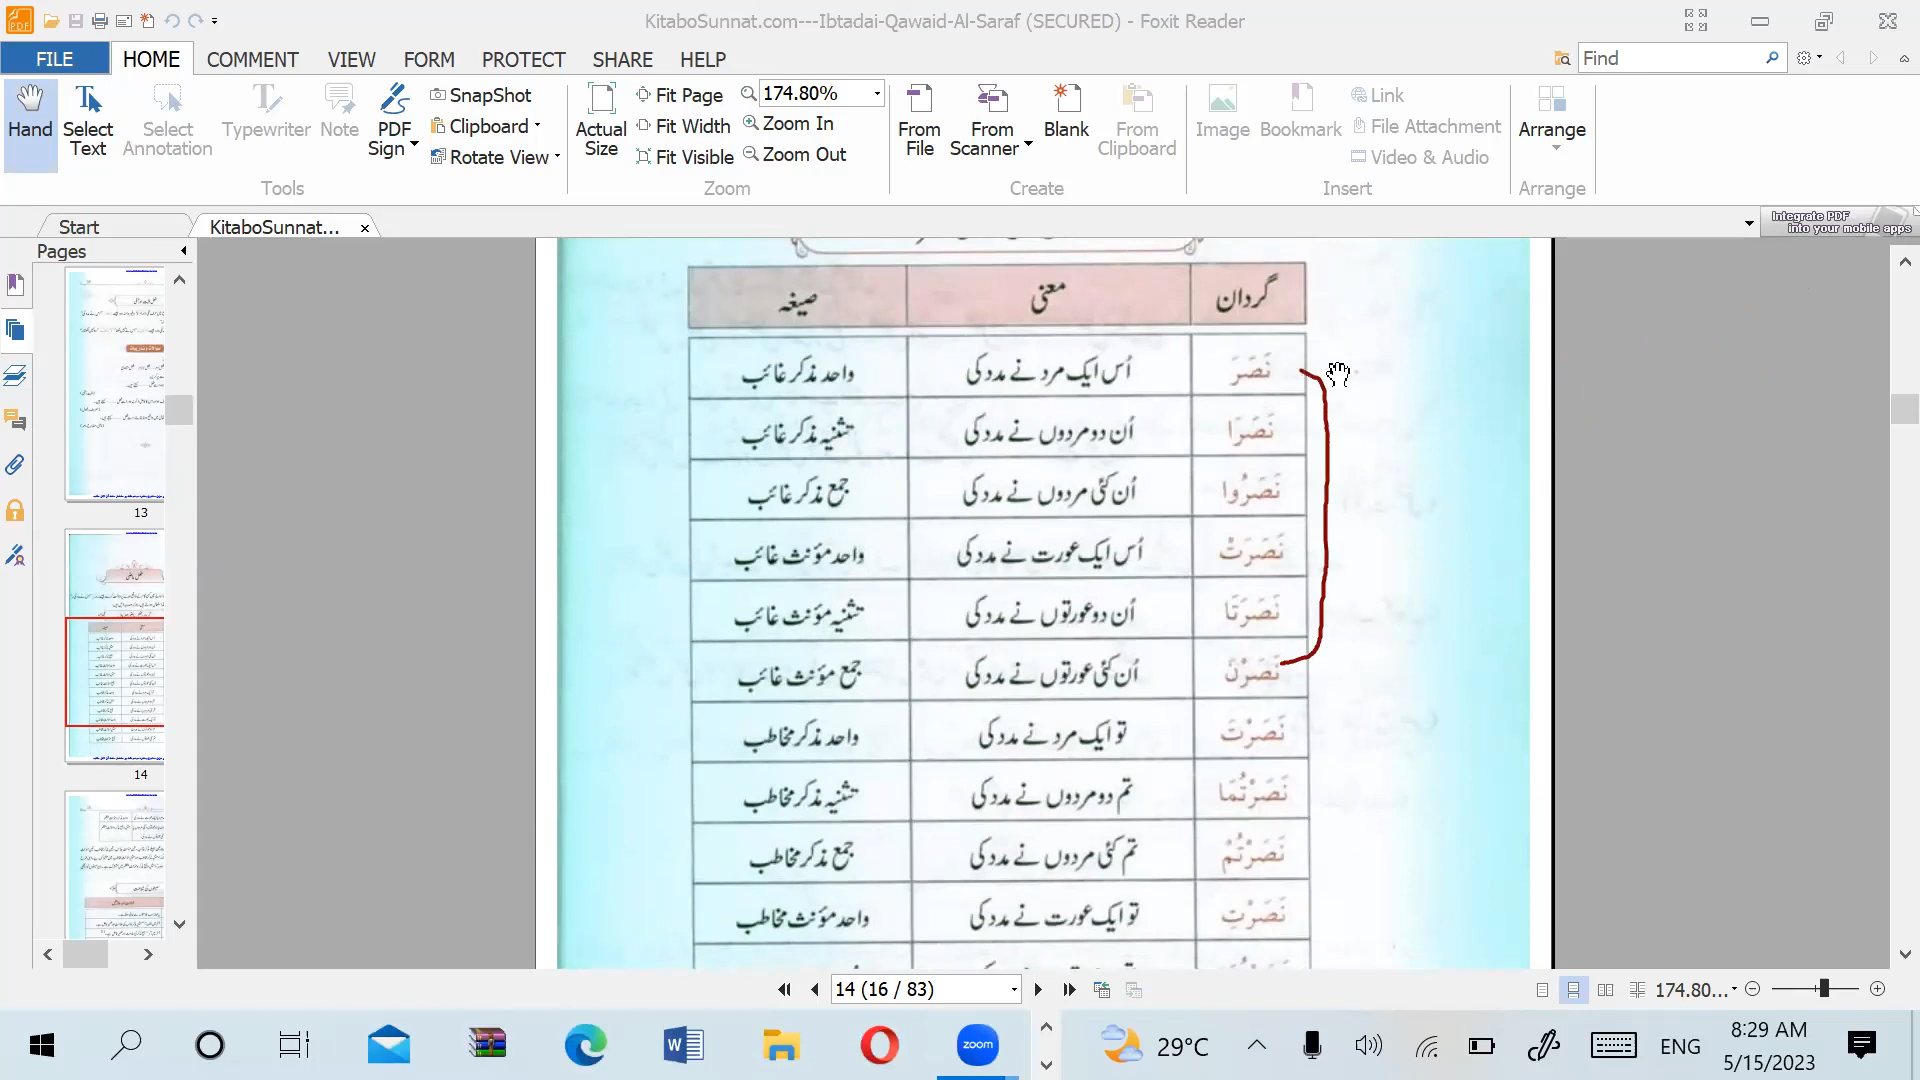 KitaboSunnat.com---Ibtadai-Qawaid-Al-Saraf (SECURED) - Foxit Reader
FILE HOME COMMENT VIEW FORM PROTECT SHARE HELP
Find
Hand
Select Text
Select Annotation
Typewriter
Note
PDF Sign
SnapShot
Clipboard
Rotate View
Tools
Actual Size
Fit Page
Fit Width
Fit Visible
174.80%
Zoom In
Zoom Out
Zoom
From File
From Scanner
Blank
From Clipboard
Create
Image
Bookmark
Link
File Attachment
Video & Audio
Insert
Arrange
Arrange
Start
KitaboSunnat...
Integrate PDF
into your mobile apps
Pages
13
14
گردان معنی صیغہ
نَصَرَ اُس ایک مرد نے مدد کی واحد مذکر غائب
نَصَرَا اُن دو مردوں نے مدد کی تثنیہ مذکر غائب
نَصَرُوا اُن کئی مردوں نے مدد کی جمع مذکر غائب
نَصَرَتْ اُس ایک عورت نے مدد کی واحد مؤنث غائب
نَصَرَتَا اُن دو عورتوں نے مدد کی تثنیہ مؤنث غائب
نَصَرْنَ اُن کئی عورتوں نے مدد کی جمع مؤنث غائب
نَصَرْتَ تو ایک مرد نے مدد کی واحد مذکر مخاطب
نَصَرْتُمَا تم دو مردوں نے مدد کی تثنیہ مذکر مخاطب
نَصَرْتُمْ تم کئی مردوں نے مدد کی جمع مذکر مخاطب
نَصَرْتِ تو ایک عورت نے مدد کی واحد مؤنث مخاطب
14 (16 / 83)
174.80...
zoom
29°C
ENG
8:29 AM
5/15/2023